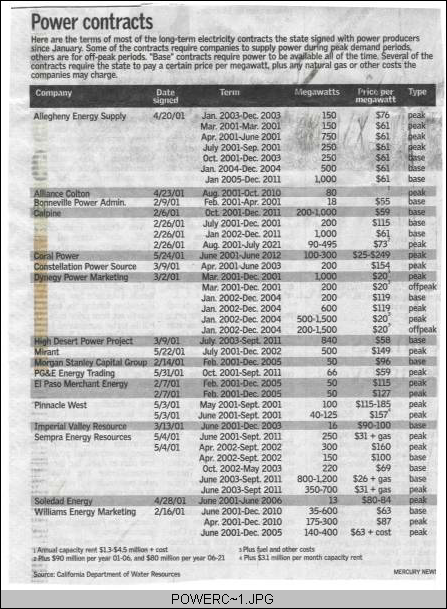 Power contracts
Here are the terms of most of the long-term electricity contracts the state signed with power producers
since January. Some of the contracts require companies to supply power during peak demand periods,
others are for off-peak periods. "Base" contracts require power to be available all of the time. Several of the
contracts require the state to pay a certain price per megawatt, plus any natural gas or other costs the
companies may charge.
Company Date signed Term Megawatts Price per megawatt Type
Allegheny Energy Supply 4/20/01 Jan. 2003-Dec. 2003 150 $76 peak
Mar. 2001-Mar. 2001 150 $61 peak
Apr. 2001-June 2001 750 $61 peak
July 2001-Sep. 2001 250 $61 peak
Oct. 2001-Dec. 2003 250 $61 base
Jan. 2004-Dec. 2004 500 $61 base
Jan 2005-Dec. 2011 1,000 $61 base
Alliance Colton 4/23/01 Aug. 2001-Oct. 2010 80 peak
Bonneville Power Admin. 2/9/01 Feb. 2001-Apr. 2001 18 $55 base
Calpine 2/6/01 Oct. 2001-Dec. 2011 200-1,000 $59 base
2/26/01 July 2001-Dec. 2001 200 $115 base
2/26/01 Jan 2002-Dec. 2011 1,000 $61 base
2/26/01 Aug. 2001-July 2021 90-495 $73 peak
Coral Power 5/24/01 June 2001-June 2012 100-300 $25-$249 peak
Constellation Power Source 3/9/01 Apr. 2001-June 2003 200 $154 peak
Dynegy Power Marketing 3/2/01 Mar. 2001-Dec. 2001 1,000 $20 peak
Mar. 2001-Dec. 2001 200 $20 offpeak
Jan. 2002-Dec. 2004 200 $119 base
Jan. 2002-Dec. 2004 600 $119 peak
Jan. 2002-Dec. 2004 500-1,500 $20 peak
Jan. 2002-Dec. 2004 200-1,500 $20 offpeak
High Desert Power Project 3/9/01 July 2003-Sept. 2011 840 $58 base
Mirant 5/22/01 July 2001-Dec. 2002 500 $149 peak
Morgan Stanley Capital Group 2/14/01 Feb. 2001-Dec. 2005 50 $96 base
PG&E Energy Trading 5/31/01 Oct. 2001-Sept. 2011 66 $59 peak
El Paso Merchant Energy 2/7/01 Feb. 2001-Dec. 2005 50 $115 peak
2/7/01 Feb. 2001-Dec. 2005 50 $127 peak
Pinnacle West 5/3/01 May 2001-Sept. 2001 100 $115-185 peak
5/3/01 June 2001-Sept. 2001 40-125 $157 peak
Imperial Valley Resource 3/13/01 June 2001-Dec. 2003 16 $90-100 base
Sempra Energy Resources 5/4/01 June 2001-Sept. 2011 250 $31 + gas peak
5/4/01 Apr. 2002-Sept. 2002 300 $160 peak
Apr. 2002-Sept. 2002 150 $100 base
Oct. 2002-May 2003 220 $69 base
June 2003-Sept 2011 800-1,200 $26 + gas base
June 2003-Sept. 2011 350-700 $31 + gas peak
Soledad Energy 4/28/01 June 2001-June 2006 13 $80-84 peak
Williams Energy Marketing 2/16/01 June 2001-Dec. 2010 35-600 $63 base
Apr. 2001-Dec. 2010 175-300 $87 peak
June 2001-Dec. 2005 140-400 $63 + cost peak
1 Annual capacity rent $1.3-$4.5 million + cost 3 Plus fuel and other costs
2 Plus $90 million per year 01-06, and $80 million per year 06-21 4 Plus $3.1 million per month capacity rent
Source: California Department of Water Resources MERCURY NEWS
POWERC~1.JPG